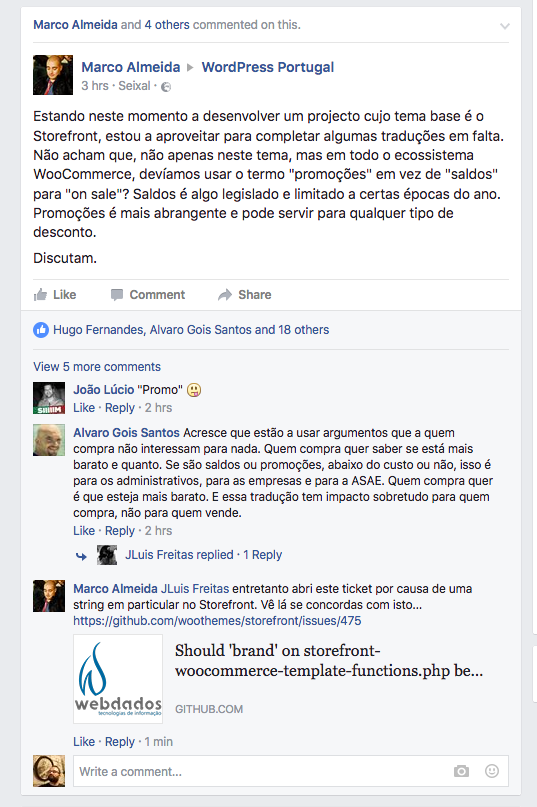 Marco Almeida and 4 others commented on this.
Marco Almeida ▸ WordPress Portugal
3 hrs · Seixal ·
Estando neste momento a desenvolver um projecto cujo tema base é o
Storefront, estou a aproveitar para completar algumas traduções em falta.
Não acham que, não apenas neste tema, mas em todo o ecossistema
WooCommerce, devíamos usar o termo "promoções" em vez de "saldos"
para "on sale"? Saldos é algo legislado e limitado a certas épocas do ano.
Promoções é mais abrangente e pode servir para qualquer tipo de
desconto.
Discutam.
Like Comment Share
Hugo Fernandes, Alvaro Gois Santos and 18 others
View 5 more comments
João Lúcio "Promo" 😜
SIIIIIM
Like · Reply · 2 hrs
Alvaro Gois Santos Acresce que estão a usar argumentos que a quem
compra não interessam para nada. Quem compra quer saber se está mais
barato e quanto. Se são saldos ou promoções, abaixo do custo ou não, isso é
para os administrativos, para as empresas e para a ASAE. Quem compra quer
é que esteja mais barato. E essa tradução tem impacto sobretudo para quem
compra, não para quem vende.
Like · Reply · 2 hrs
JLuis Freitas replied · 1 Reply
Marco Almeida JLuis Freitas entretanto abri este ticket por causa de uma
string em particular no Storefront. Vê lá se concordas com isto...
https://github.com/woothemes/storefront/issues/475
webdados
tecnologias de informação
Should 'brand' on storefront-
woocommerce-template-functions.php be...
GITHUB.COM
Like · Reply · 1 min
Write a comment...